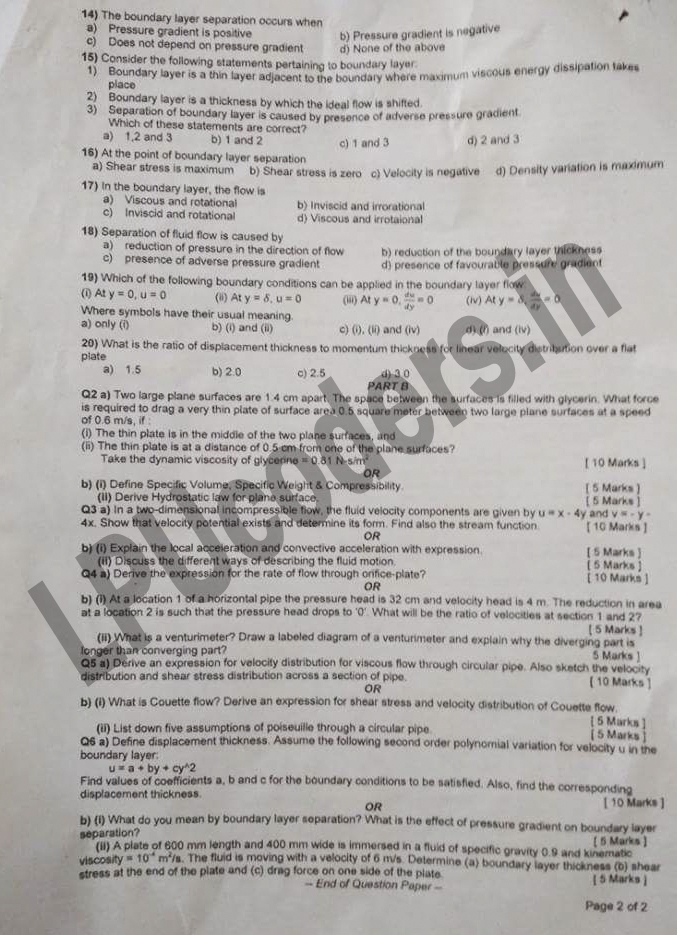 14) The boundary layer separation occurs when
a) Pressure gradient is positive b) Pressure gradient is negative
c) Does not depend on pressure gradient d) None of the above
15) Consider the following statements pertaining to boundary layer:
1) Boundary layer is a thin layer adjacent to the boundary where maximum viscous energy dissipation takes
place
2) Boundary layer is a thickness by which the ideal flow is shifted.
3) Separation of boundary layer is caused by presence of adverse pressure gradient.
Which of these statements are correct?
a) 1,2 and 3 b) 1 and 2 c) 1 and 3 d) 2 and 3
16) At the point of boundary layer separation
a) Shear stress is maximum b) Shear stress is zero c) Velocity is negative d) Density variation is maximum
17) In the boundary layer, the flow is
a) Viscous and rotational b) Inviscid and irrorational
c) Inviscid and rotational d) Viscous and irrotaional
18) Separation of fluid flow is caused by
a) reduction of pressure in the direction of flow b) reduction of the boundary layer thickness
c) presence of adverse pressure gradient d) presence of favourable pressure gradient
19) Which of the following boundary conditions can be applied in the boundary layer flow:
(i) At y = 0, u = 0 (ii) At y = δ, u = 0 (iii) At y = 0, du/dy = 0 (iv) At y = δ, du/dy = 0
Where symbols have their usual meaning.
a) only (i) b) (i) and (ii) c) (i), (ii) and (iv) d) (i) and (iv)
20) What is the ratio of displacement thickness to momentum thickness for linear velocity distribution over a flat
plate
a) 1.5 b) 2.0 c) 2.5 d) 3.0
PART B
Q2 a) Two large plane surfaces are 1.4 cm apart. The space between the surfaces is filled with glycerin. What force
is required to drag a very thin plate of surface area 0.5 square meter between two large plane surfaces at a speed
of 0.6 m/s, if :
(i) The thin plate is in the middle of the two plane surfaces, and
(ii) The thin plate is at a distance of 0.5 cm from one of the plane surfaces?
Take the dynamic viscosity of glycerine = 0.81 N-s/m² [ 10 Marks ]
OR
b) (i) Define Specific Volume, Specific Weight & Compressibility. [ 5 Marks ]
(ii) Derive Hydrostatic law for plane surface. [ 5 Marks ]
Q3 a) In a two-dimensional incompressible flow, the fluid velocity components are given by u = x - 4y and v = - y -
4x. Show that velocity potential exists and determine its form. Find also the stream function. [ 10 Marks ]
OR
b) (i) Explain the local acceleration and convective acceleration with expression. [ 5 Marks ]
(ii) Discuss the different ways of describing the fluid motion. [ 5 Marks ]
Q4 a) Derive the expression for the rate of flow through orifice-plate? [ 10 Marks ]
OR
b) (i) At a location 1 of a horizontal pipe the pressure head is 32 cm and velocity head is 4 m. The reduction in area
at a location 2 is such that the pressure head drops to '0'. What will be the ratio of velocities at section 1 and 2?
[ 5 Marks ]
(ii) What is a venturimeter? Draw a labeled diagram of a venturimeter and explain why the diverging part is
longer than converging part? 5 Marks ]
Q5 a) Derive an expression for velocity distribution for viscous flow through circular pipe. Also sketch the velocity
distribution and shear stress distribution across a section of pipe. [ 10 Marks ]
OR
b) (i) What is Couette flow? Derive an expression for shear stress and velocity distribution of Couette flow.
[ 5 Marks ]
(ii) List down five assumptions of poiseuille through a circular pipe. [ 5 Marks ]
Q6 a) Define displacement thickness. Assume the following second order polynomial variation for velocity u in the
boundary layer:
u = a + by + cy^2
Find values of coefficients a, b and c for the boundary conditions to be satisfied. Also, find the corresponding
displacement thickness. [ 10 Marks ]
OR
b) (i) What do you mean by boundary layer separation? What is the effect of pressure gradient on boundary layer
separation? [ 5 Marks ]
(ii) A plate of 600 mm length and 400 mm wide is immersed in a fluid of specific gravity 0.9 and kinematic
viscosity = 10⁻⁴ m²/s. The fluid is moving with a velocity of 6 m/s. Determine (a) boundary layer thickness (b) shear
stress at the end of the plate and (c) drag force on one side of the plate. [ 5 Marks ]
-- End of Question Paper --
Page 2 of 2
LPUcoders.in